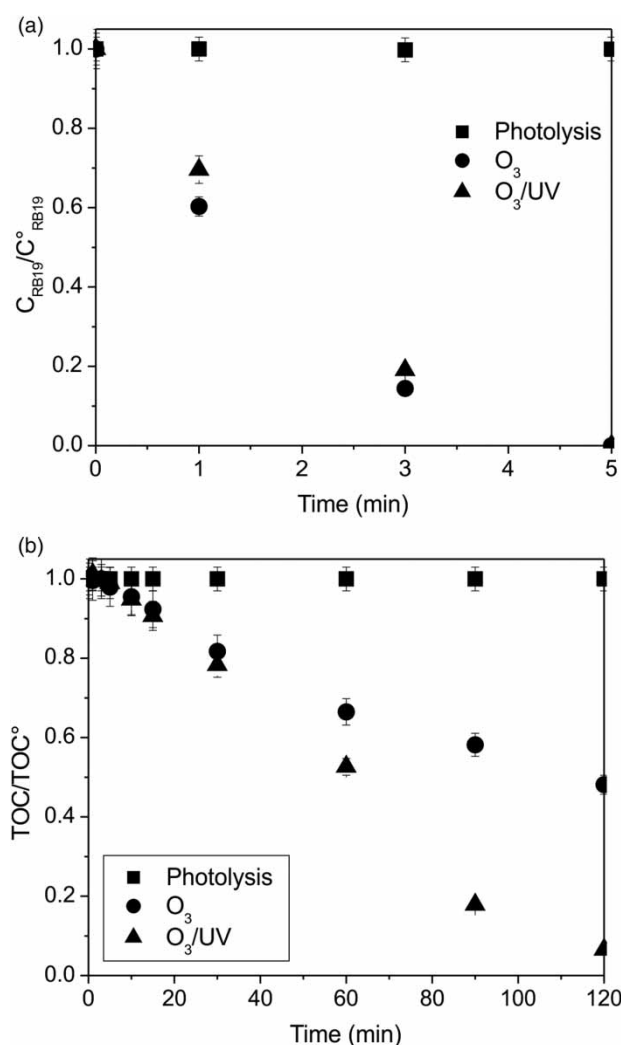 (a)
1.0
0.8
0.6
0.4
0.2
0.0
C_RB19/C°_RB19
Photolysis
O₃
O₃/UV
0 1 2 3 4 5
Time (min)
(b)
1.0
0.8
0.6
0.4
0.2
0.0
TOC/TOC°
Photolysis
O₃
O₃/UV
0 20 40 60 80 100 120
Time (min)